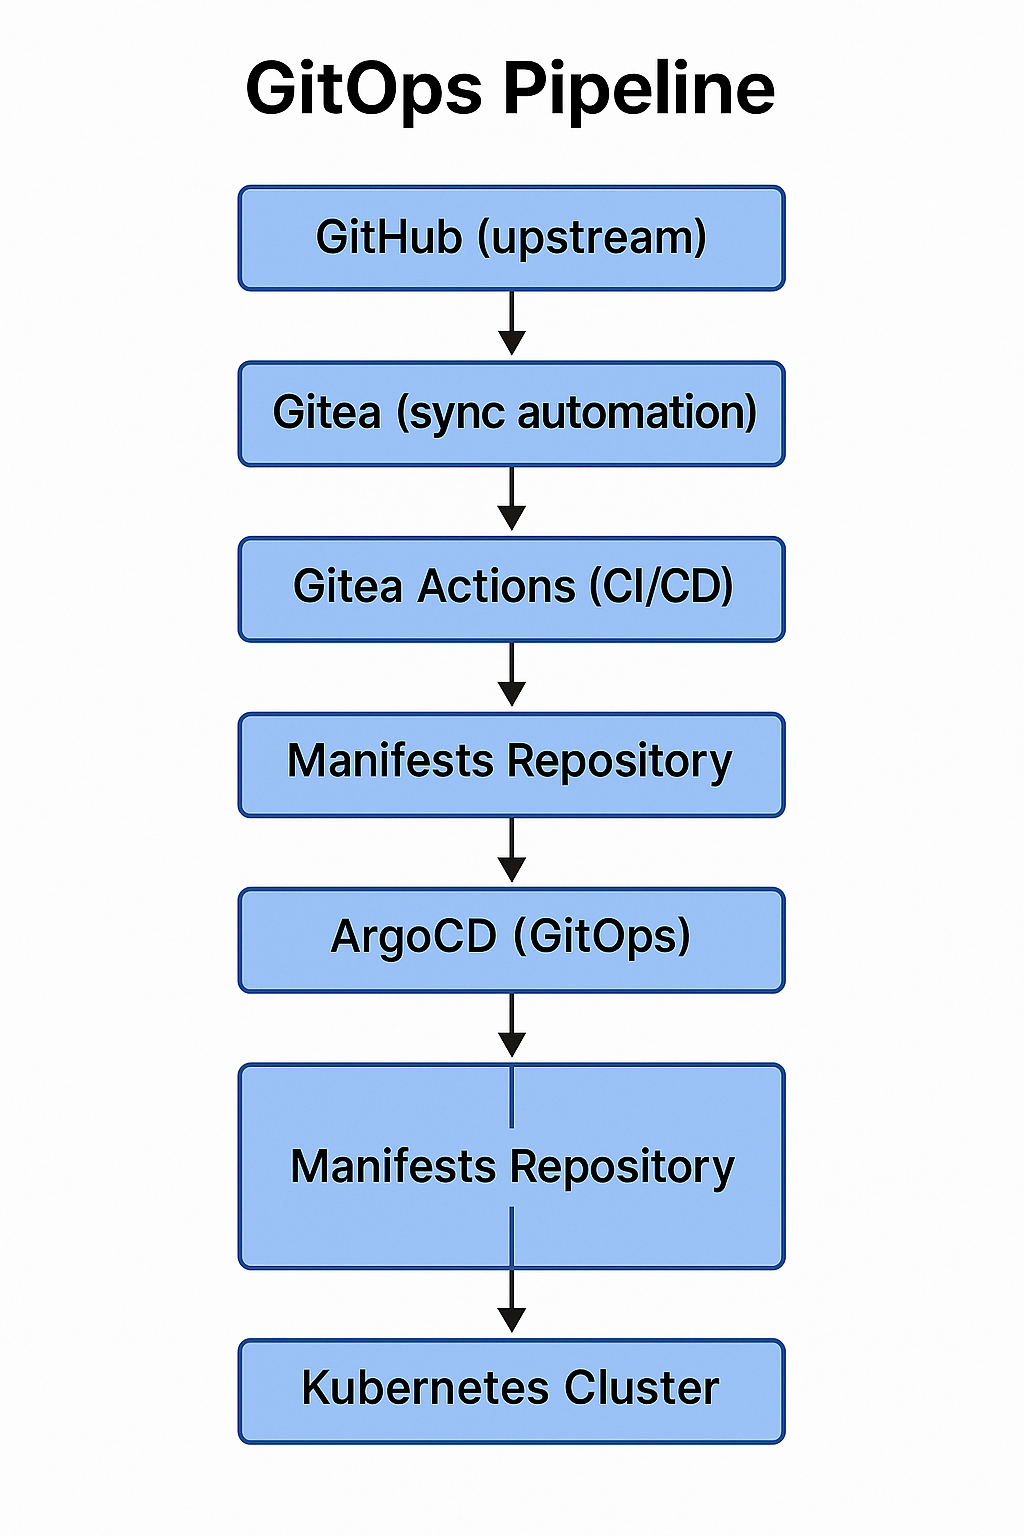 GitOps Pipeline
GitHub (upstream)
Gitea (sync automation)
Gitea Actions (CI/CD)
Manifests Repository
ArgoCD (GitOps)
Manifests Repository
Kubernetes Cluster